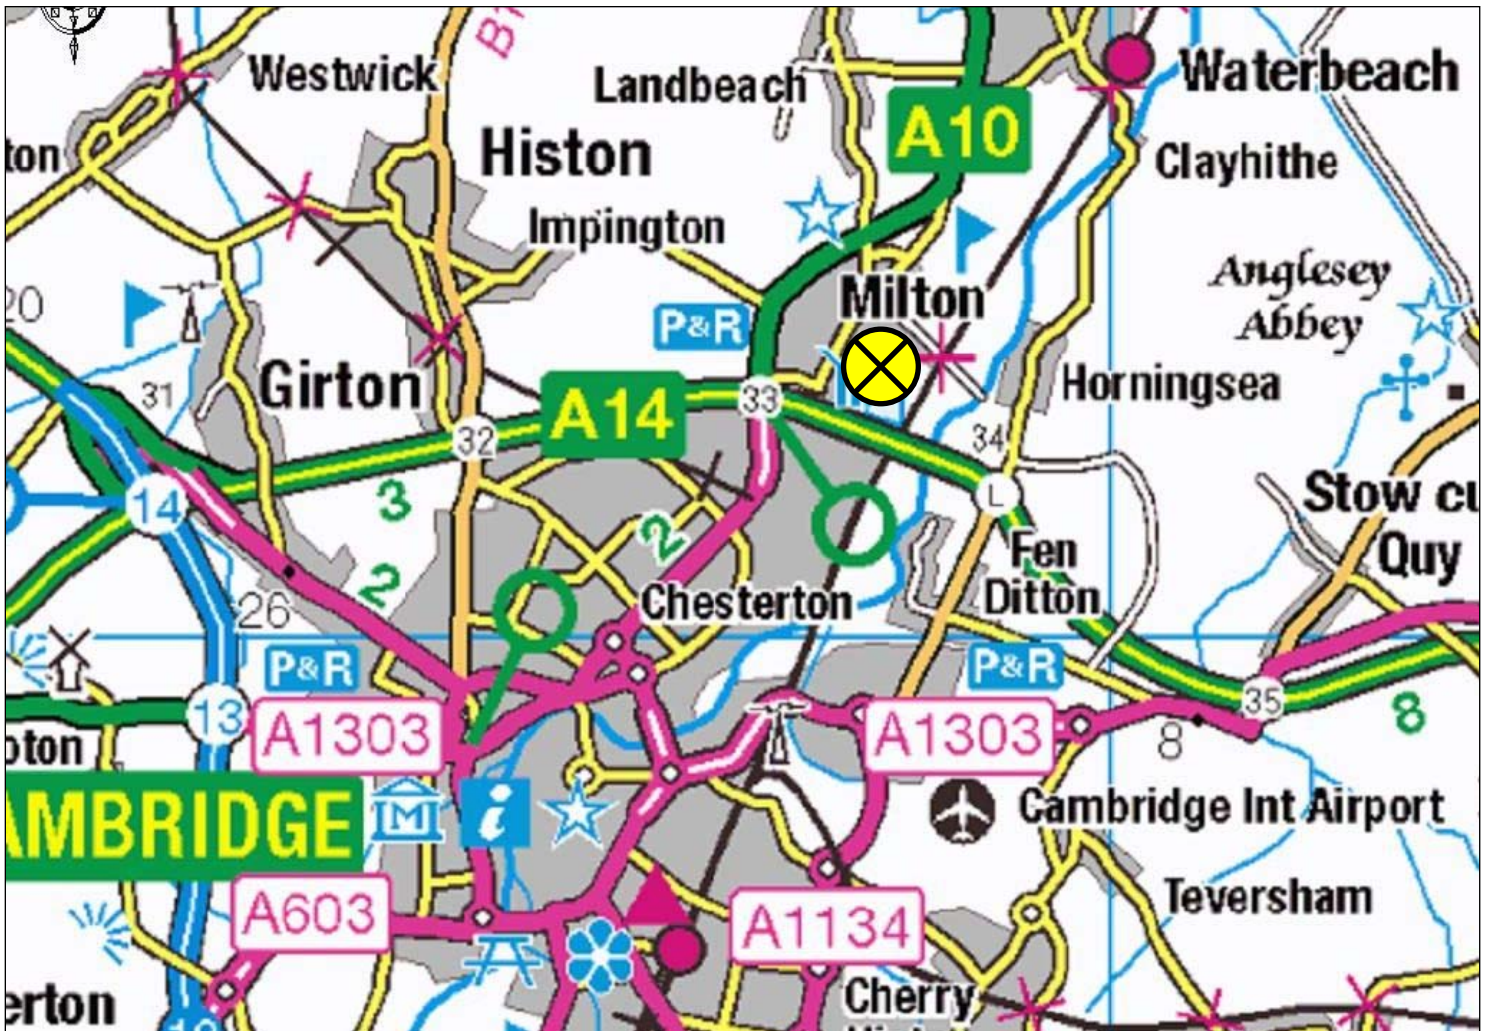 B1
Westwick
Landbeach
Waterbeach
A10
ton
Histon
Clayhithe
Impington
Anglesey
Abbey
20
Milton
P&R
31
Girton
A14
33
Horningsea
32
34
14
3
L
Stow cu
Quy
2
2
Fen
Ditton
26
Chesterton
P&R
P&R
13
A1303
A1303
35
8
8
oton
AMBRIDGE
M
i
Cambridge Int Airport
A603
A1134
Teversham
erton
Cherry